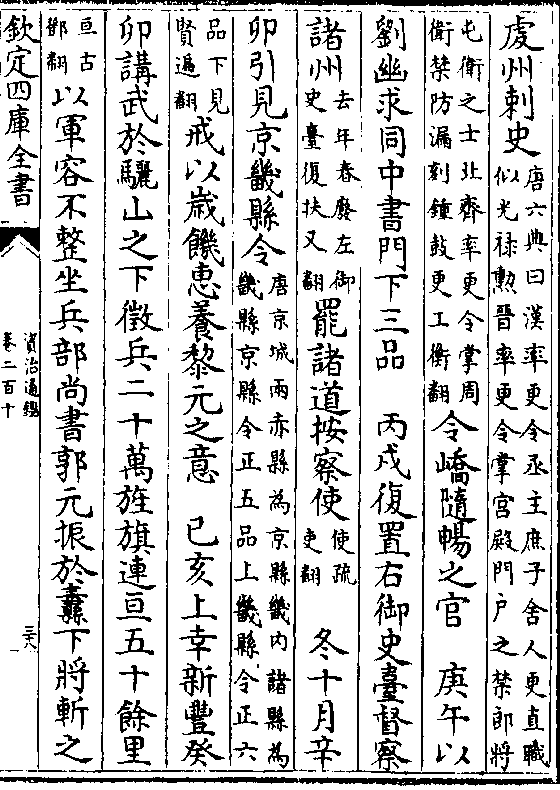 虔州刺史唐六典曰漢率更令丞主庶子舍人更直職似光禄勲晉率更令掌宫殿門戶之禁郎將
屯衛之士北齊率更令掌周衛禁防漏刻鍾鼓更工衡翻令嶠隨暢之官　庚午以
劉幽求同中書門下三品　丙戌復置右御史臺督察
諸州去年春廢左御史臺復扶又翻罷諸道按察使使疏吏翻　冬十月辛
卯引見京畿縣令唐京城兩赤縣為京縣畿内諸縣為畿縣京縣令正五品上畿縣令正六
品下見賢遍翻戒以歲饑惠養黎元之意　己亥上幸新豐癸
卯講武於驪山之下徵兵二十萬旌旗連亘五十餘里
亘古鄧翻以軍容不整坐兵部尚書郭元振於纛下將斬之
欽定四庫全書
資治通鑑
卷二百十